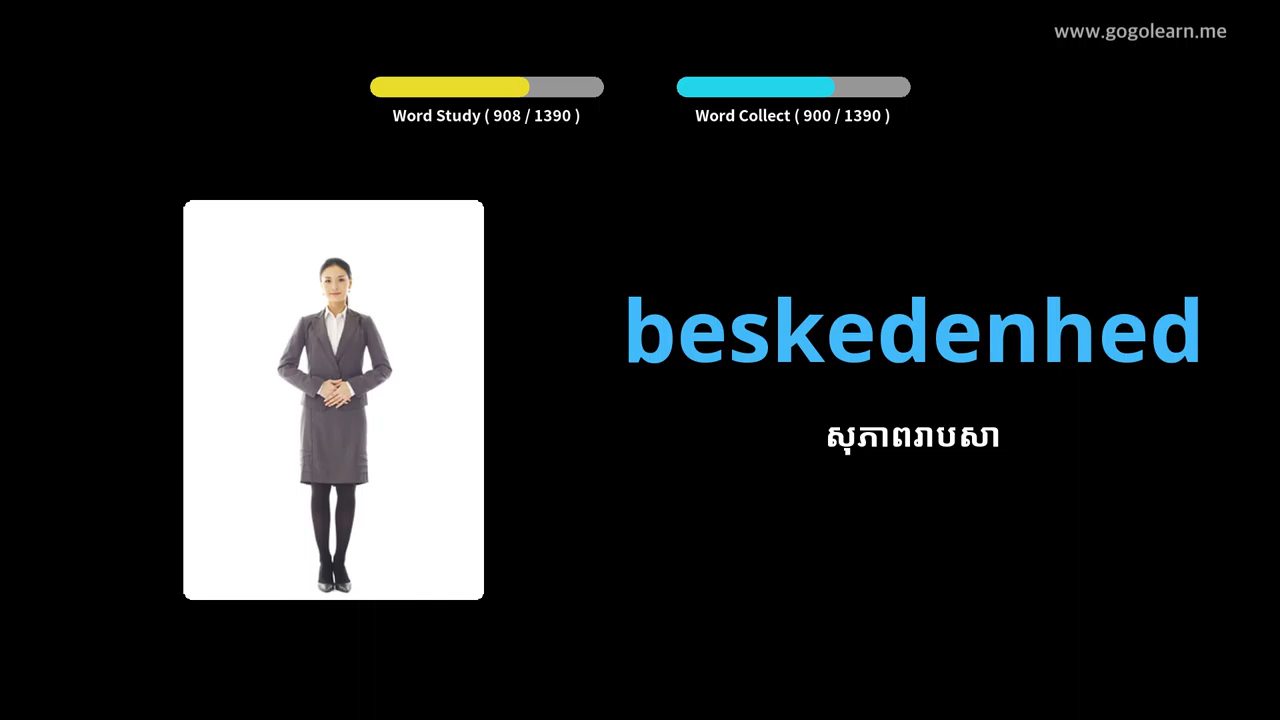 www.gogolearn.me
Word Study ( 908 / 1390 )
Word Collect ( 900 / 1390 )
beskedenhed
សុភាពរាបសា